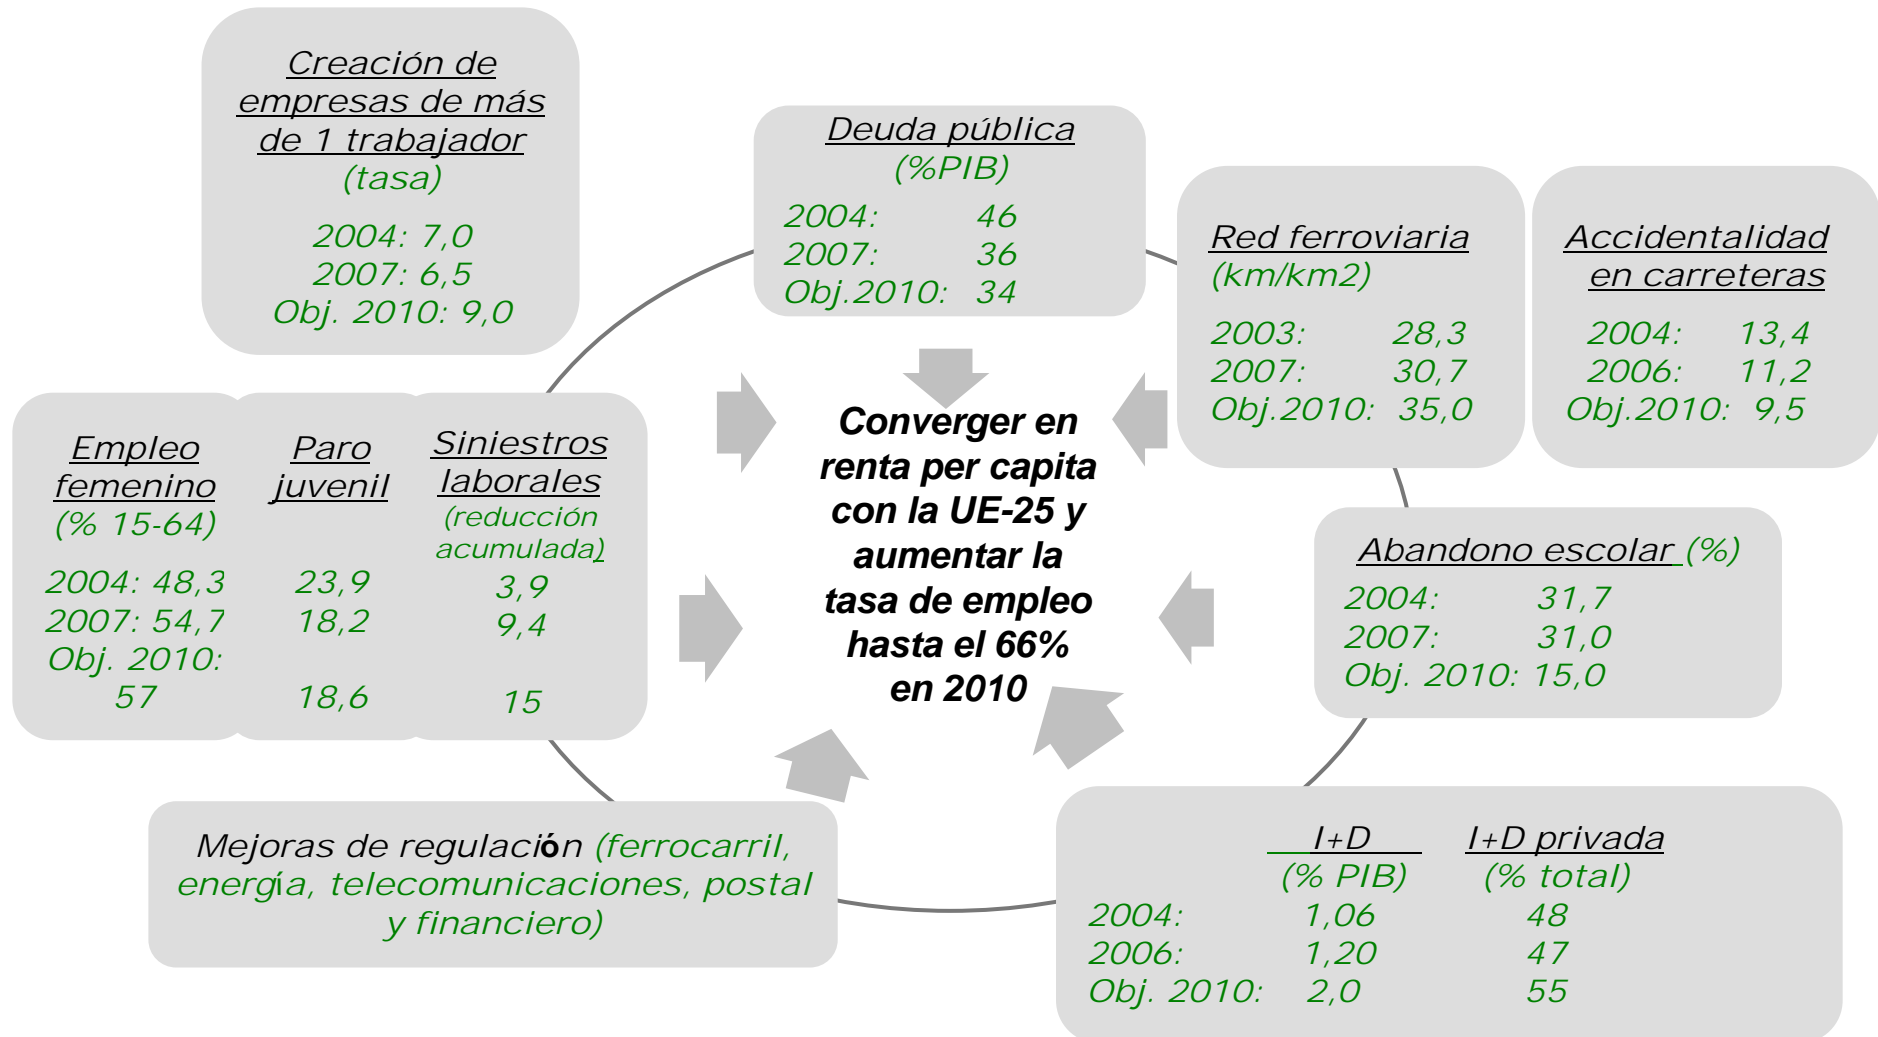 Creación de
empresas de más
de 1 trabajador
(tasa)
2004: 7,0
2007: 6,5
Obj. 2010: 9,0
Deuda pública
(%PIB)
2004: 46
2007: 36
Obj.2010: 34
Red ferroviaria
(km/km2)
2003: 28,3
2007: 30,7
Obj.2010: 35,0
Accidentalidad
en carreteras
2004: 13,4
2006: 11,2
Obj.2010: 9,5
Empleo
femenino
(% 15-64)
2004: 48,3
2007: 54,7
Obj. 2010:
57
Paro
juvenil
23,9
18,2
18,6
Siniestros
laborales
(reducción
acumulada)
3,9
9,4
15
Converger en
renta per capita
con la UE-25 y
aumentar la
tasa de empleo
hasta el 66%
en 2010
Abandono escolar (%)
2004: 31,7
2007: 31,0
Obj. 2010: 15,0
Mejoras de regulación (ferrocarril,
energía, telecomunicaciones, postal
y financiero)
I+D I+D privada
(% PIB) (% total)
2004: 1,06 48
2006: 1,20 47
Obj. 2010: 2,0 55